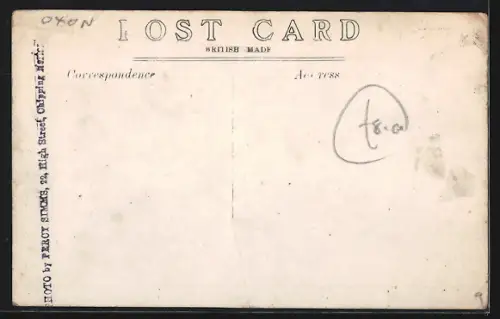 OXON
POST CARD
BRITISH MADE
Correspondence
Address
PHOTO by PERCY SIMMS, 22, High Street, Chipping Norton